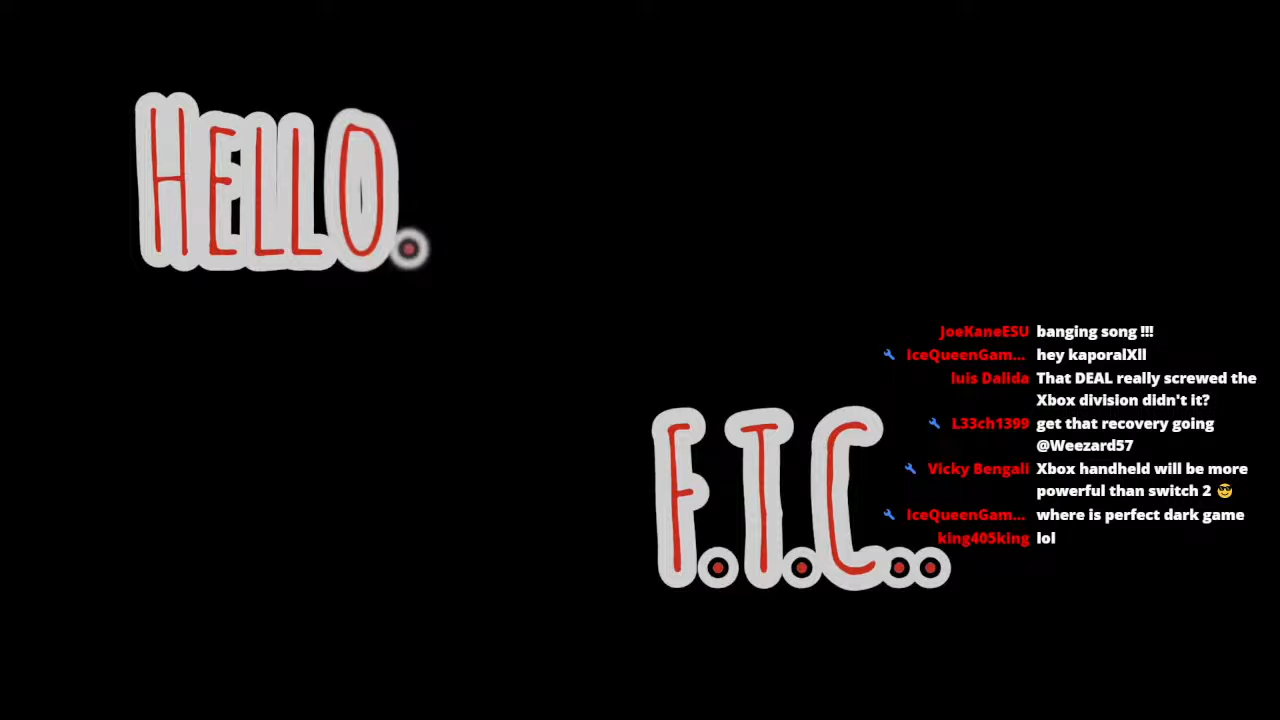 HELLO.
F.T.C..
JoeKaneESU banging song !!!
IceQueenGam... hey kaporalXll
luis Dalida That DEAL really screwed the
Xbox division didn't it?
L33ch1399 get that recovery going
@Weezard57
Vicky Bengali Xbox handheld will be more
powerful than switch 2 😎
IceQueenGam... where is perfect dark game
king405king lol